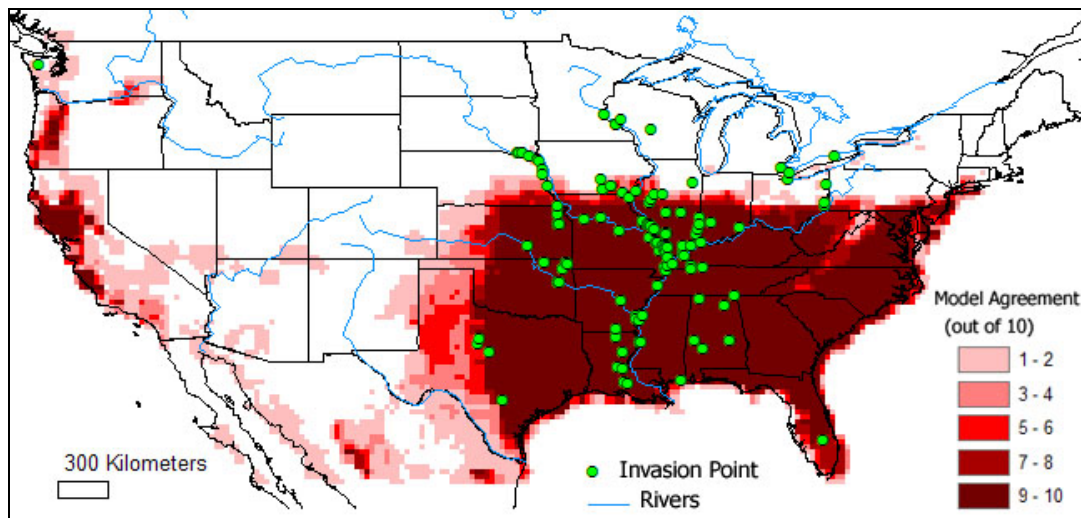 Model Agreement
(out of 10)
1 - 2
3 - 4
5 - 6
7 - 8
9 - 10
300 Kilometers
Invasion Point
Rivers